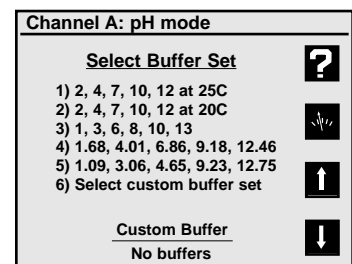 Channel A: pH mode
Select Buffer Set
1) 2, 4, 7, 10, 12 at 25C
2) 2, 4, 7, 10, 12 at 20C
3) 1, 3, 6, 8, 10, 13
4) 1.68, 4.01, 6.86, 9.18, 12.46
5) 1.09, 3.06, 4.65, 9.23, 12.75
6) Select custom buffer set
Custom Buffer
No buffers
?